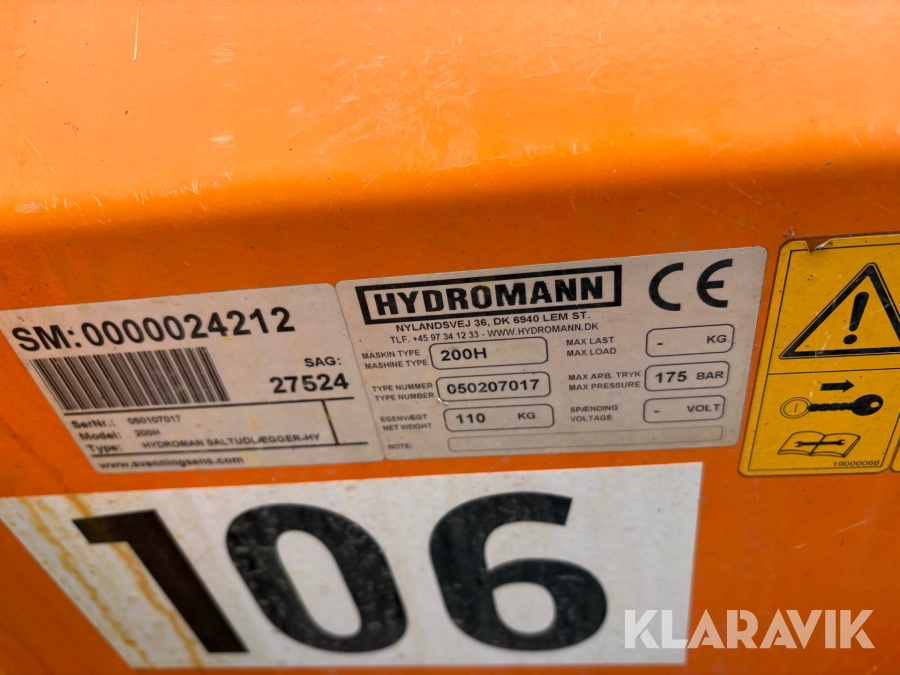 SM:0000024212
SAG:
27524
SerNr.: 050107017
Model: 200H
Type: HYDROMAN SALTUDLÆGGER-HY
www.svenningsens.com
HYDROMANN
NYLANDSVEJ 36, DK 6940 LEM ST.
TLF. +45 97 34 12 33 - WWW.HYDROMANN.DK
CE
MASKIN TYPE
MASHINE TYPE
200H
MAX LAST
MAX LOAD
- KG
TYPE NUMMER
TYPE NUMBER
050207017
MAX ARB. TRYK
MAX PRESSURE
175 BAR
EGENVÆGT
NET WEIGHT
110 KG
SPÆNDING
VOLTAGE
- VOLT
NOTE:
19000066
106
KLARAVIK